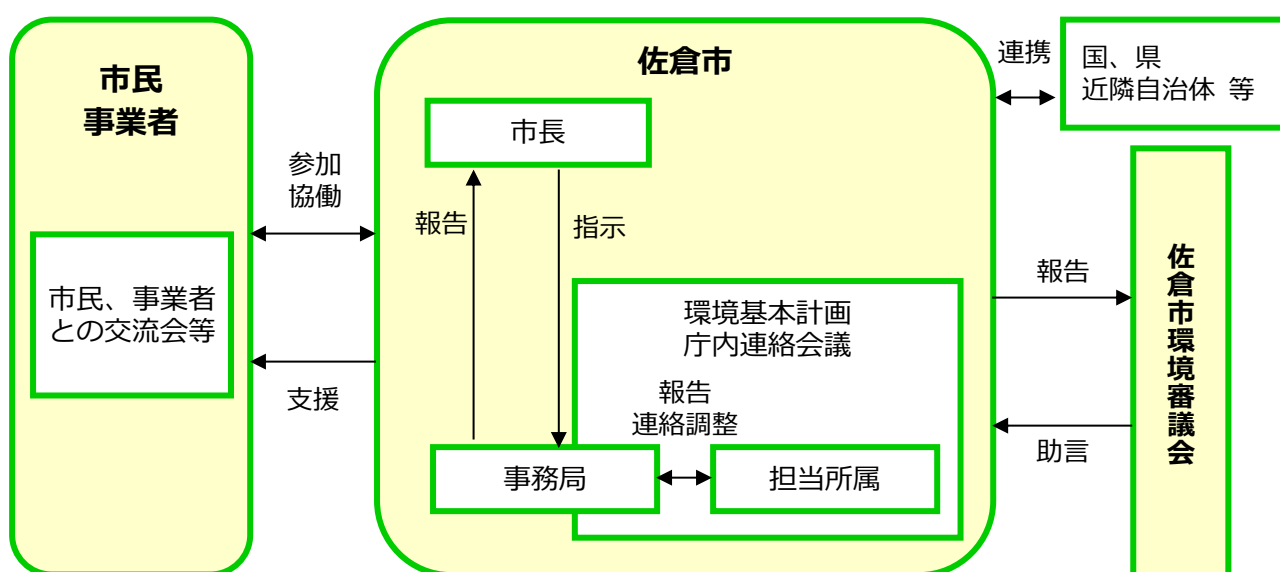 市民
事業者
市民、事業者
との交流会等
参加
協働
支援
佐倉市
市長
報告
指示
環境基本計画
庁内連絡会議
報告
連絡調整
事務局
担当所属
連携
国、県
近隣自治体 等
報告
助言
佐倉市環境審議会